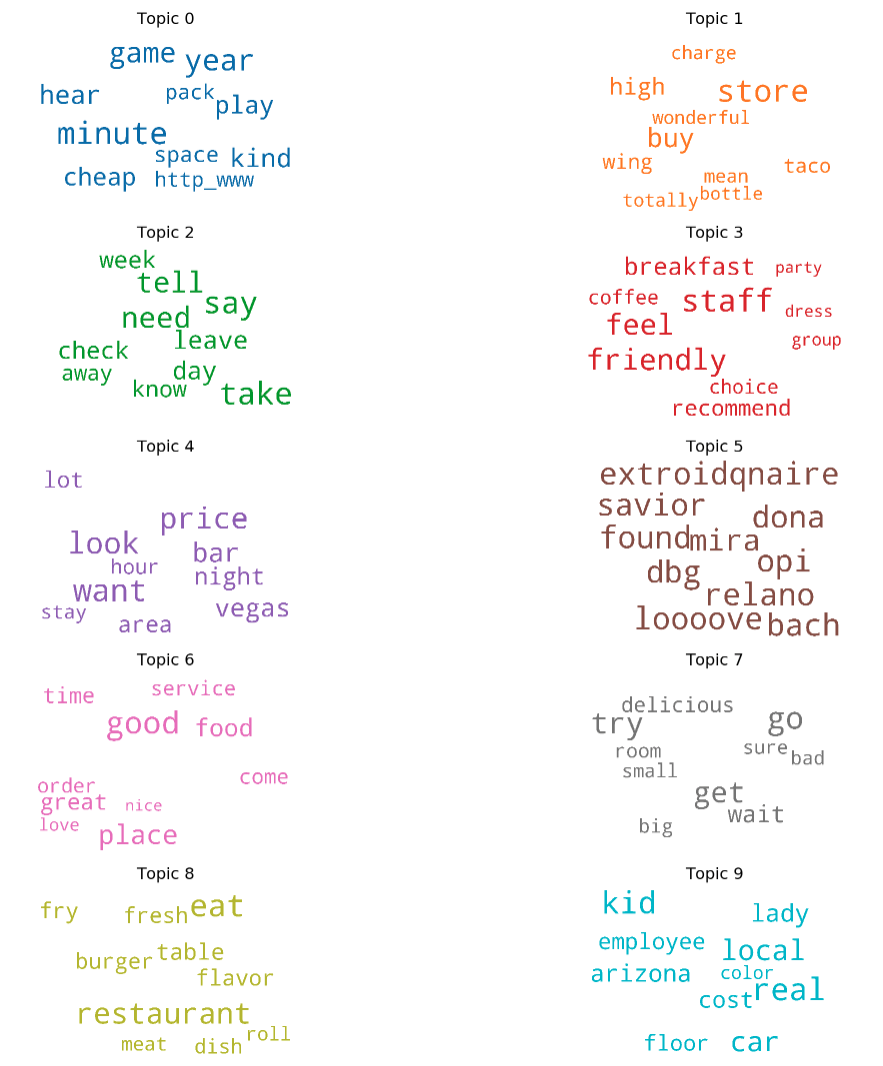 Topic 0
game year
hear pack play
minute
space kind
cheap http_www
Topic 1
charge
high store
wonderful
buy
wing taco
mean
totally bottle
Topic 2
week
tell
say
need
leave
check
away day
know take
Topic 3
breakfast party
coffee staff dress
feel
group
friendly
choice
recommend
Topic 4
lot
price
look bar
hour night
want
stay vegas
area
Topic 5
extroidqnaire
savior
dona
found mira
opi
dbg
relano
loooove bach
Topic 6
time service
good food
come
order
great nice
love place
Topic 7
delicious
try go
room sure bad
small
get
wait
big
Topic 8
fry fresh eat
burger table
flavor
restaurant
roll
meat dish
Topic 9
kid lady
employee local
arizona color
cost real
floor car